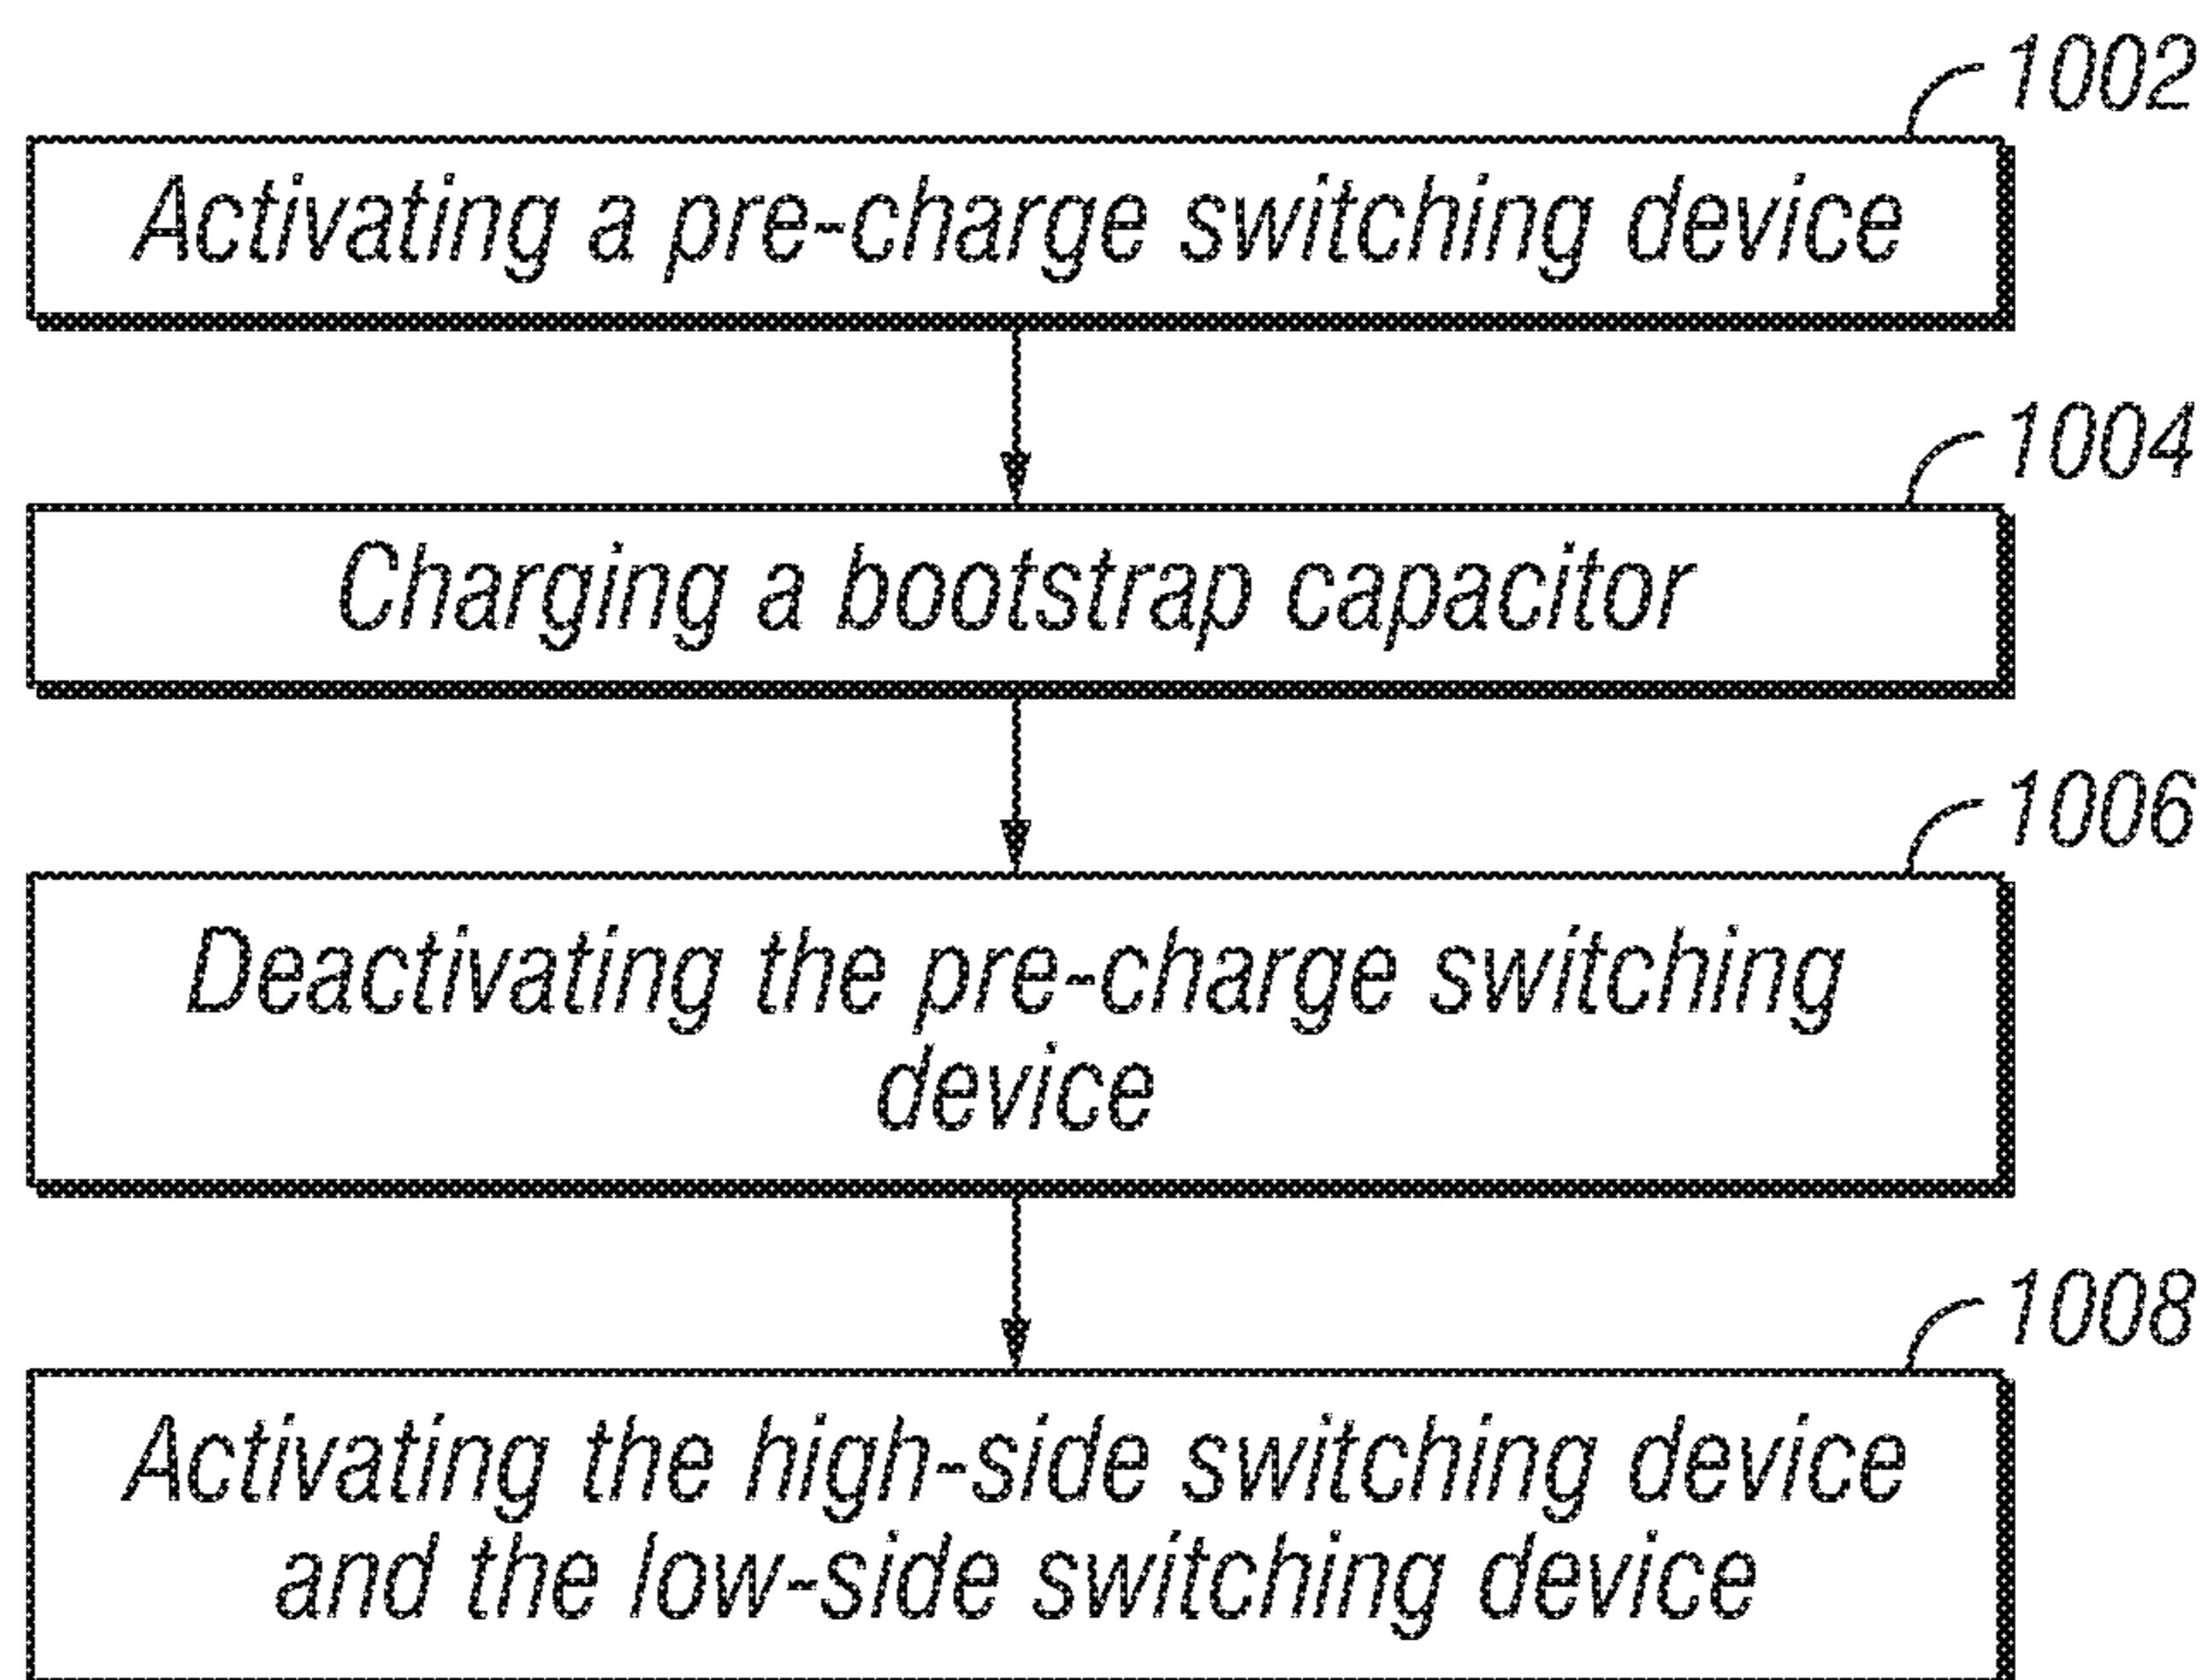 1002
Activating a pre-charge switching device
1004
Charging a bootstrap capacitor
1006
Deactivating the pre-charge switching
device
1008
Activating the high-side switching device
and the low-side switching device